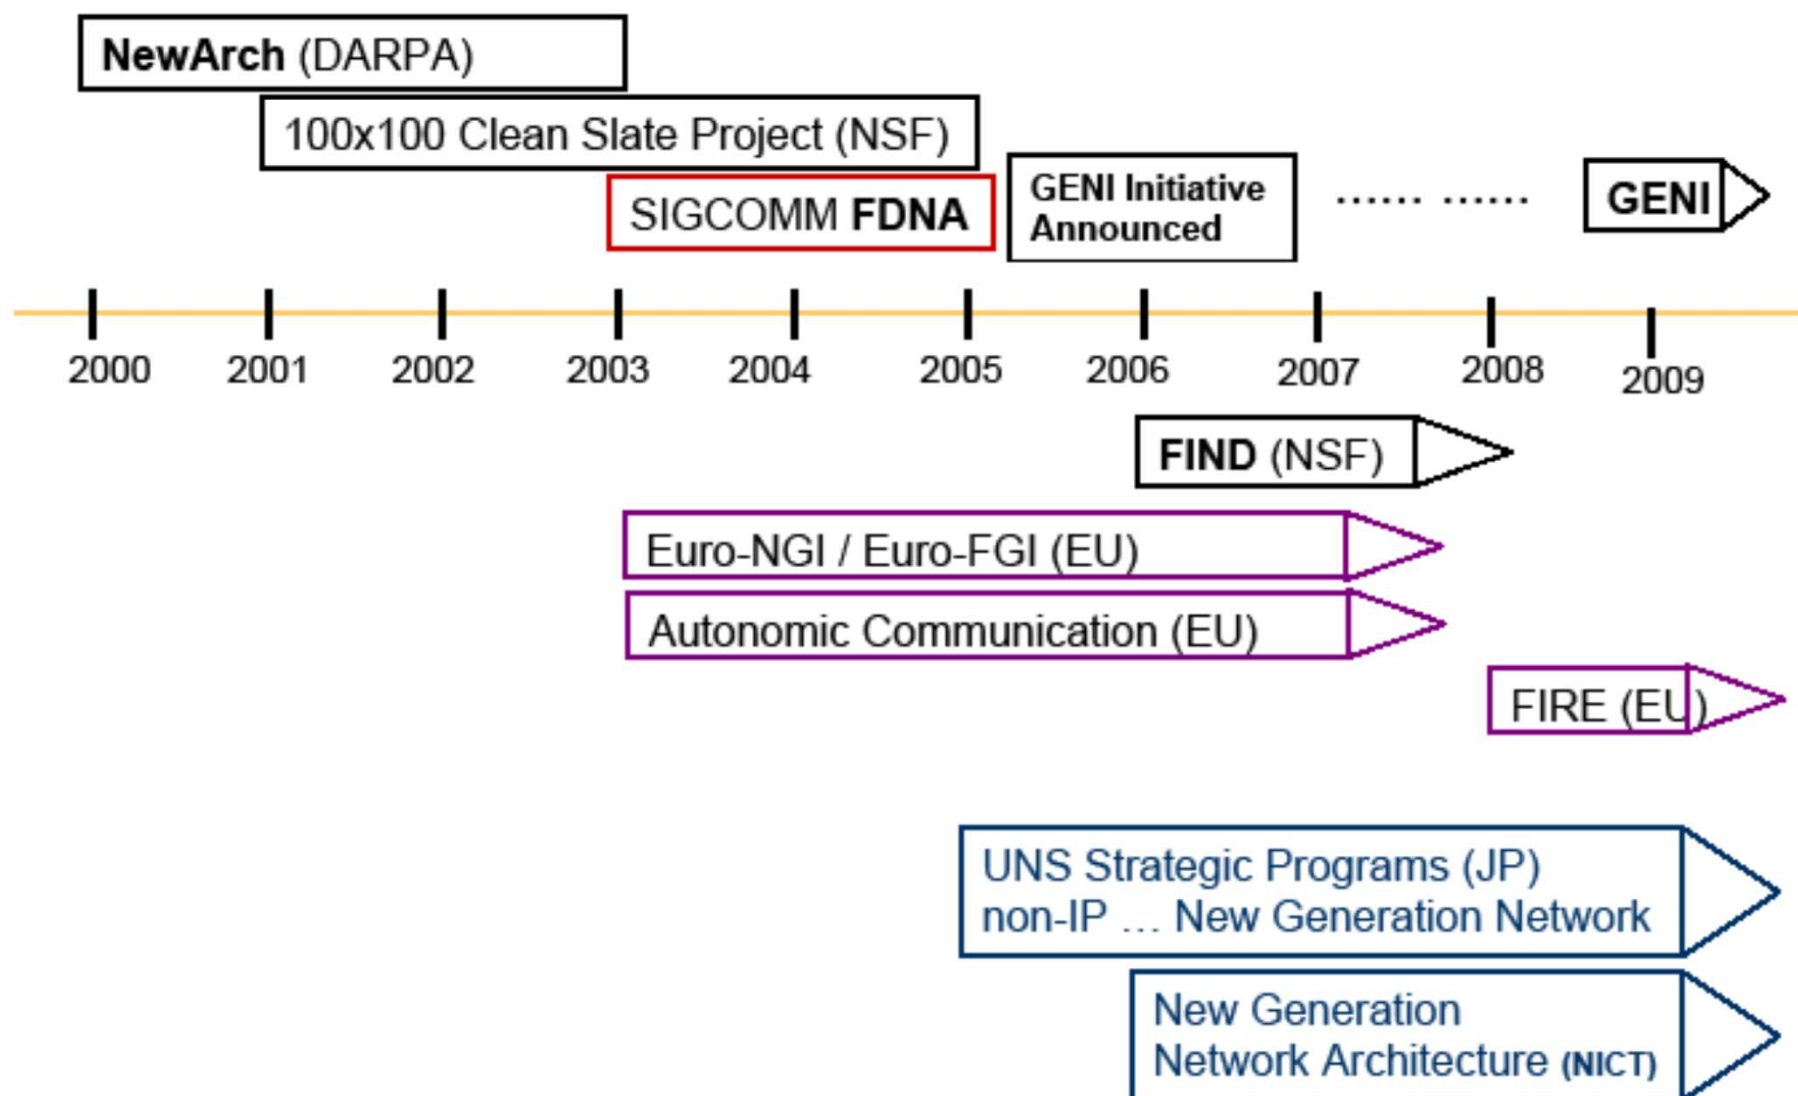 NewArch (DARPA)
100x100 Clean Slate Project (NSF)
SIGCOMM FDNA
GENI Initiative
Announced
...... ......
GENI
2000 2001 2002 2003 2004 2005 2006 2007 2008 2009
FIND (NSF)
Euro-NGI / Euro-FGI (EU)
Autonomic Communication (EU)
FIRE (EU)
UNS Strategic Programs (JP)
non-IP ... New Generation Network
New Generation
Network Architecture (NICT)